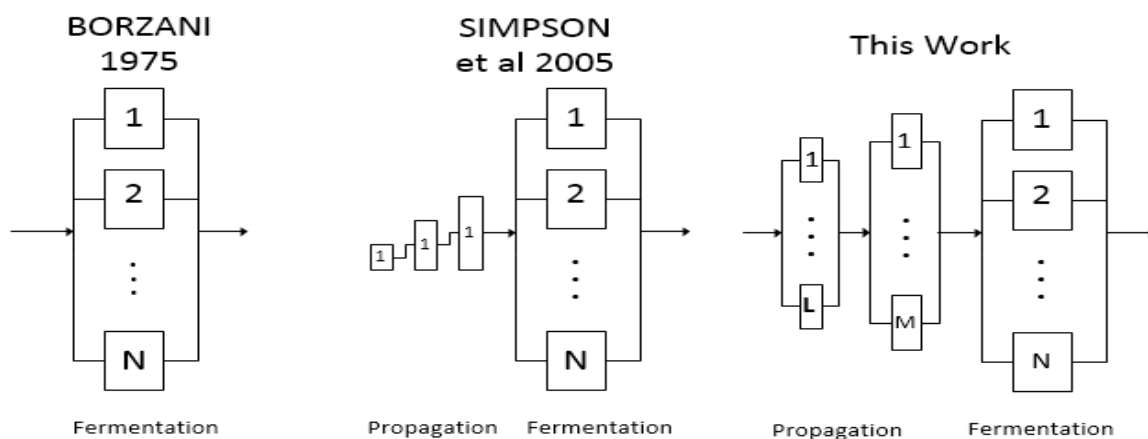 BORZANI
1975
1
2
N
Fermentation
SIMPSON
et al 2005
1
1
1
1
2
N
Propagation
Fermentation
This Work
1
L
1
M
1
2
N
Propagation
Fermentation